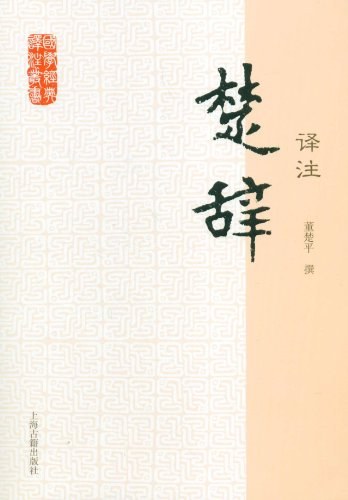 國學經典
譯注叢書
楚辞
译注
董楚平 撰
上海古籍出版社